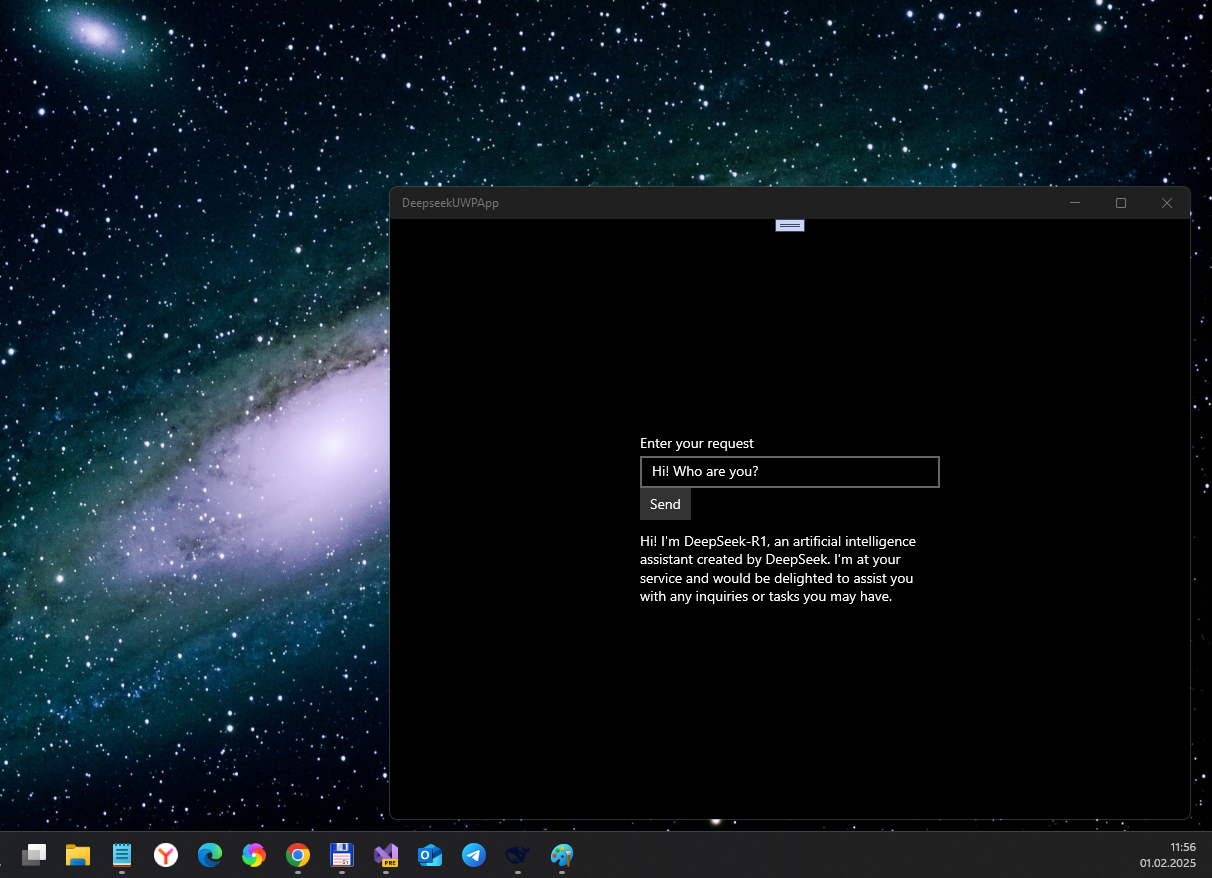 DeepseekUWPApp
Enter your request
Hi! Who are you?
Send
Hi! I'm DeepSeek-R1, an artificial intelligence
assistant created by DeepSeek. I'm at your
service and would be delighted to assist you
with any inquiries or tasks you may have.
PRE
11:56
01.02.2025